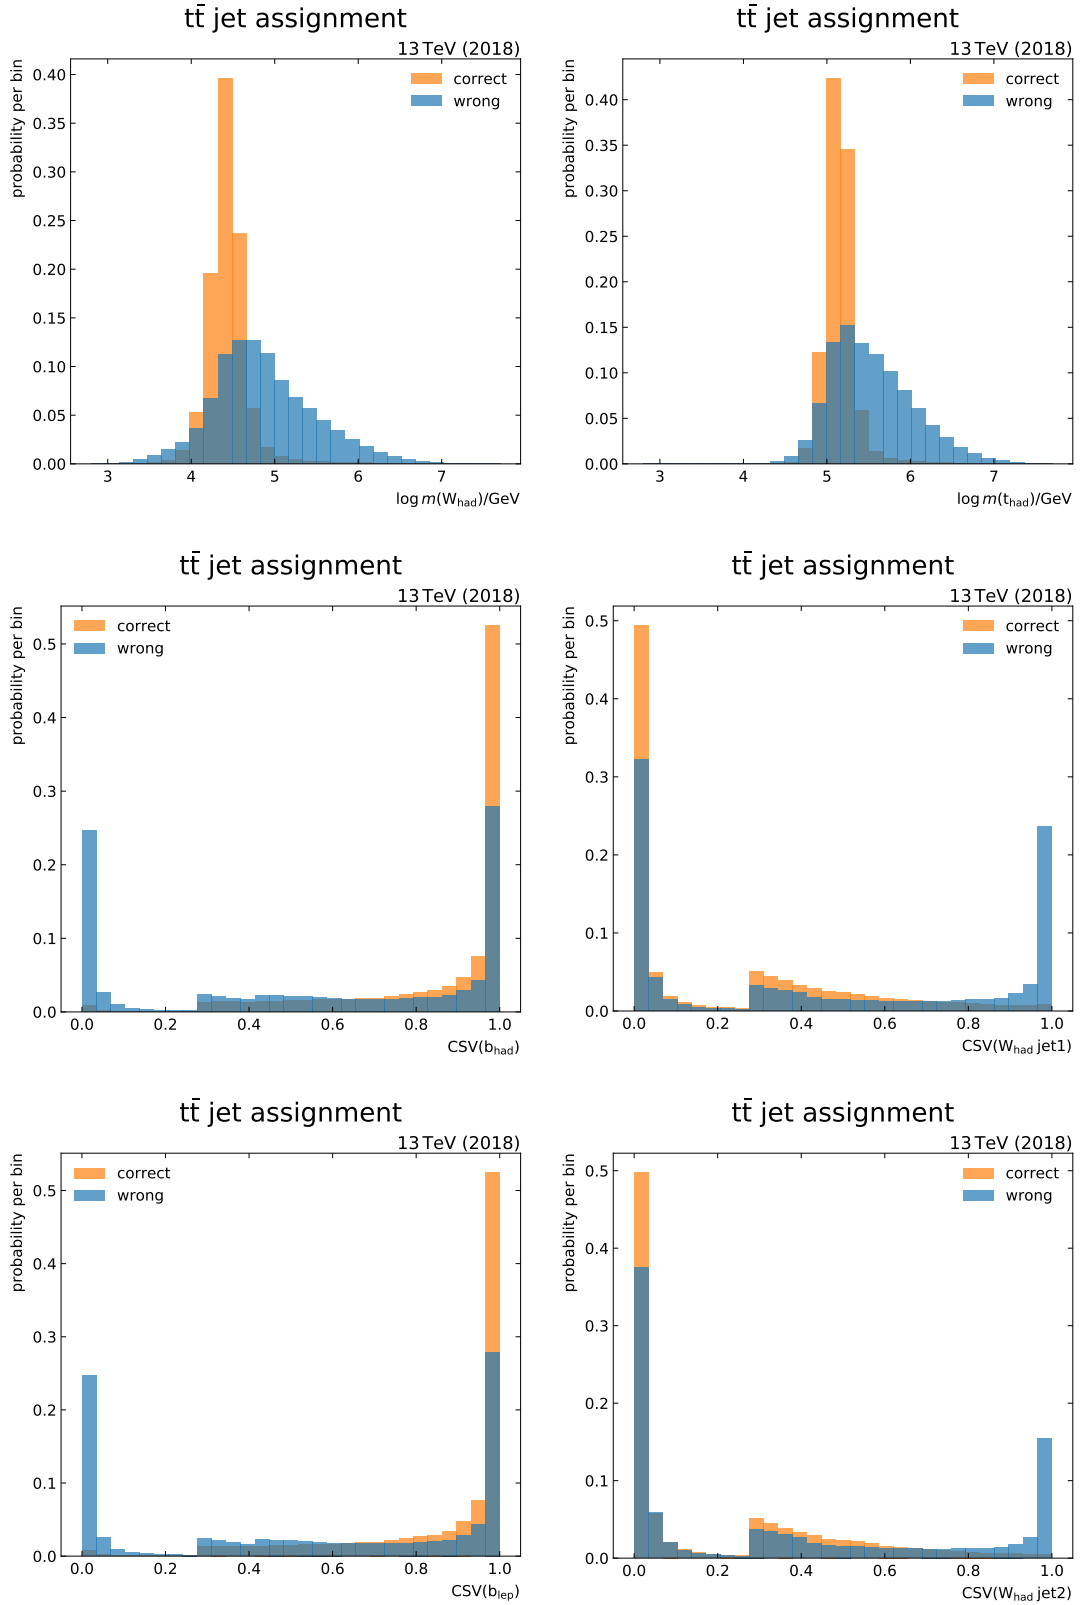 tt̄ jet assignment
13 TeV (2018)
probability per bin
correct
wrong
0.40
0.35
0.30
0.25
0.20
0.15
0.10
0.05
0.00
3 4 5 6 7
log m(W_had)/GeV
tt̄ jet assignment
13 TeV (2018)
probability per bin
correct
wrong
0.40
0.35
0.30
0.25
0.20
0.15
0.10
0.05
0.00
3 4 5 6 7
log m(t_had)/GeV
tt̄ jet assignment
13 TeV (2018)
probability per bin
correct
wrong
0.5
0.4
0.3
0.2
0.1
0.0
0.0 0.2 0.4 0.6 0.8 1.0
CSV(b_had)
tt̄ jet assignment
13 TeV (2018)
probability per bin
correct
wrong
0.5
0.4
0.3
0.2
0.1
0.0
0.0 0.2 0.4 0.6 0.8 1.0
CSV(W_had jet1)
tt̄ jet assignment
13 TeV (2018)
probability per bin
correct
wrong
0.5
0.4
0.3
0.2
0.1
0.0
0.0 0.2 0.4 0.6 0.8 1.0
CSV(b_lep)
tt̄ jet assignment
13 TeV (2018)
probability per bin
correct
wrong
0.5
0.4
0.3
0.2
0.1
0.0
0.0 0.2 0.4 0.6 0.8 1.0
CSV(W_had jet2)